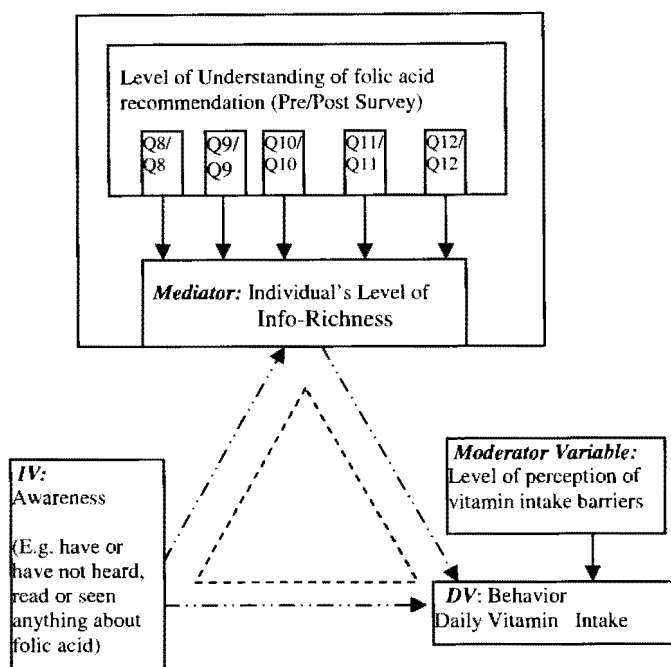 Level of Understanding of folic acid
recommendation (Pre/Post Survey)
Q8/
Q8
Q9/
Q9
Q10/
Q10
Q11/
Q11
Q12/
Q12
Mediator: Individual's Level of
Info-Richness
IV:
Awareness
(E.g. have or
have not heard,
read or seen
anything about
folic acid)
Moderator Variable:
Level of perception of
vitamin intake barriers
DV: Behavior
Daily Vitamin Intake